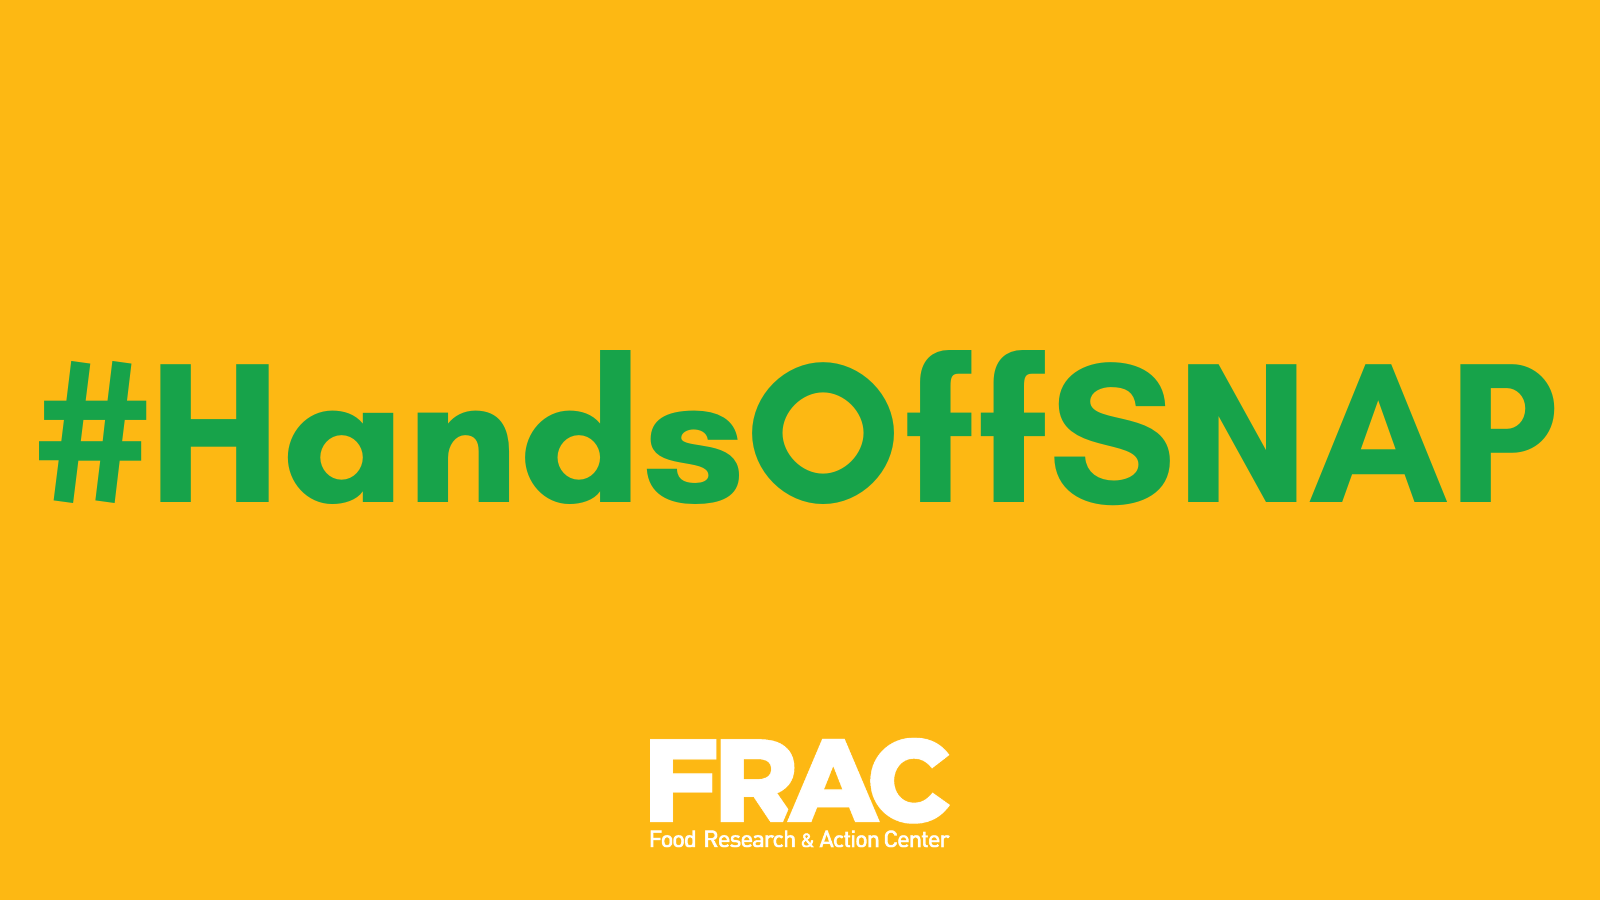 #HandsOffSNAP
FRAC
Food Research & Action Center